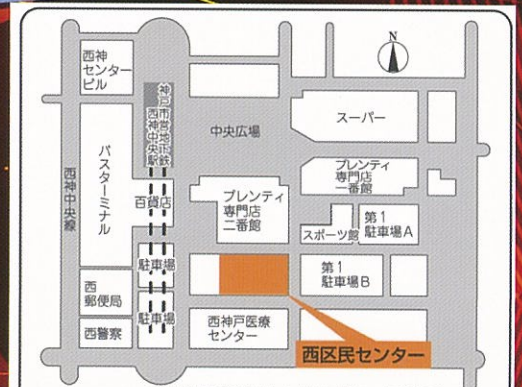 N
西神
センター
ビル
神戸市営地下鉄
西神中央駅
スーパー
中央広場
バスターミナル
西神中央線
プレンティ
専門店
一番館
百貨店
プレンティ
専門店
二番館
スポーツ館
第1
駐車場A
駐車場
第1
駐車場B
西
郵便局
駐車場
西神戸医療
センター
西警察
西区民センター